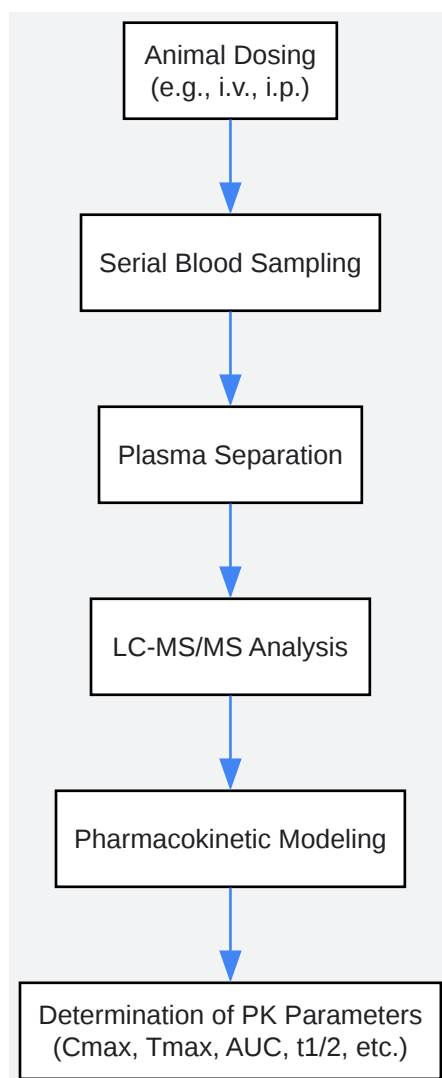 Animal Dosing
(e.g., i.v., i.p.)
Serial Blood Sampling
Plasma Separation
LC-MS/MS Analysis
Pharmacokinetic Modeling
Determination of PK Parameters
(Cmax, Tmax, AUC, t1/2, etc.)